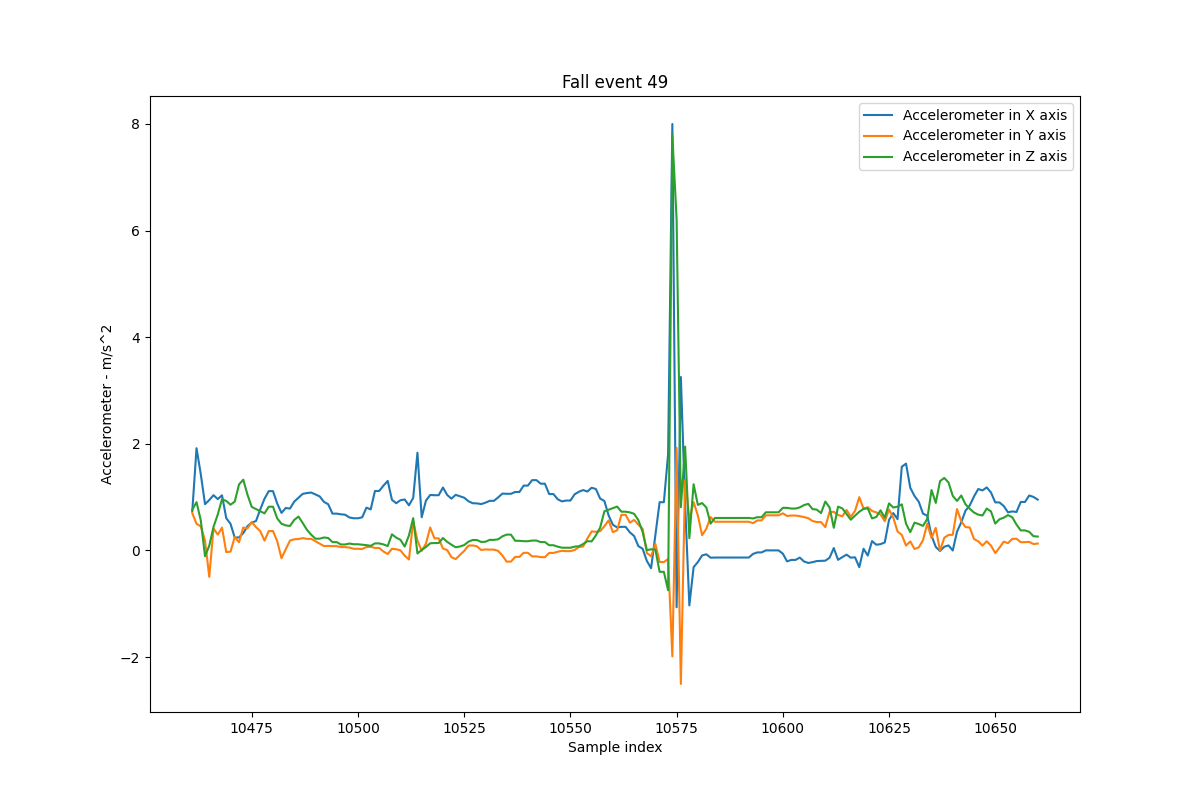 Fall event 49
Accelerometer in X axis
Accelerometer in Y axis
Accelerometer in Z axis
8
6
4
2
0
−2
Accelerometer - m/s^2
10475 10500 10525 10550 10575 10600 10625 10650
Sample index